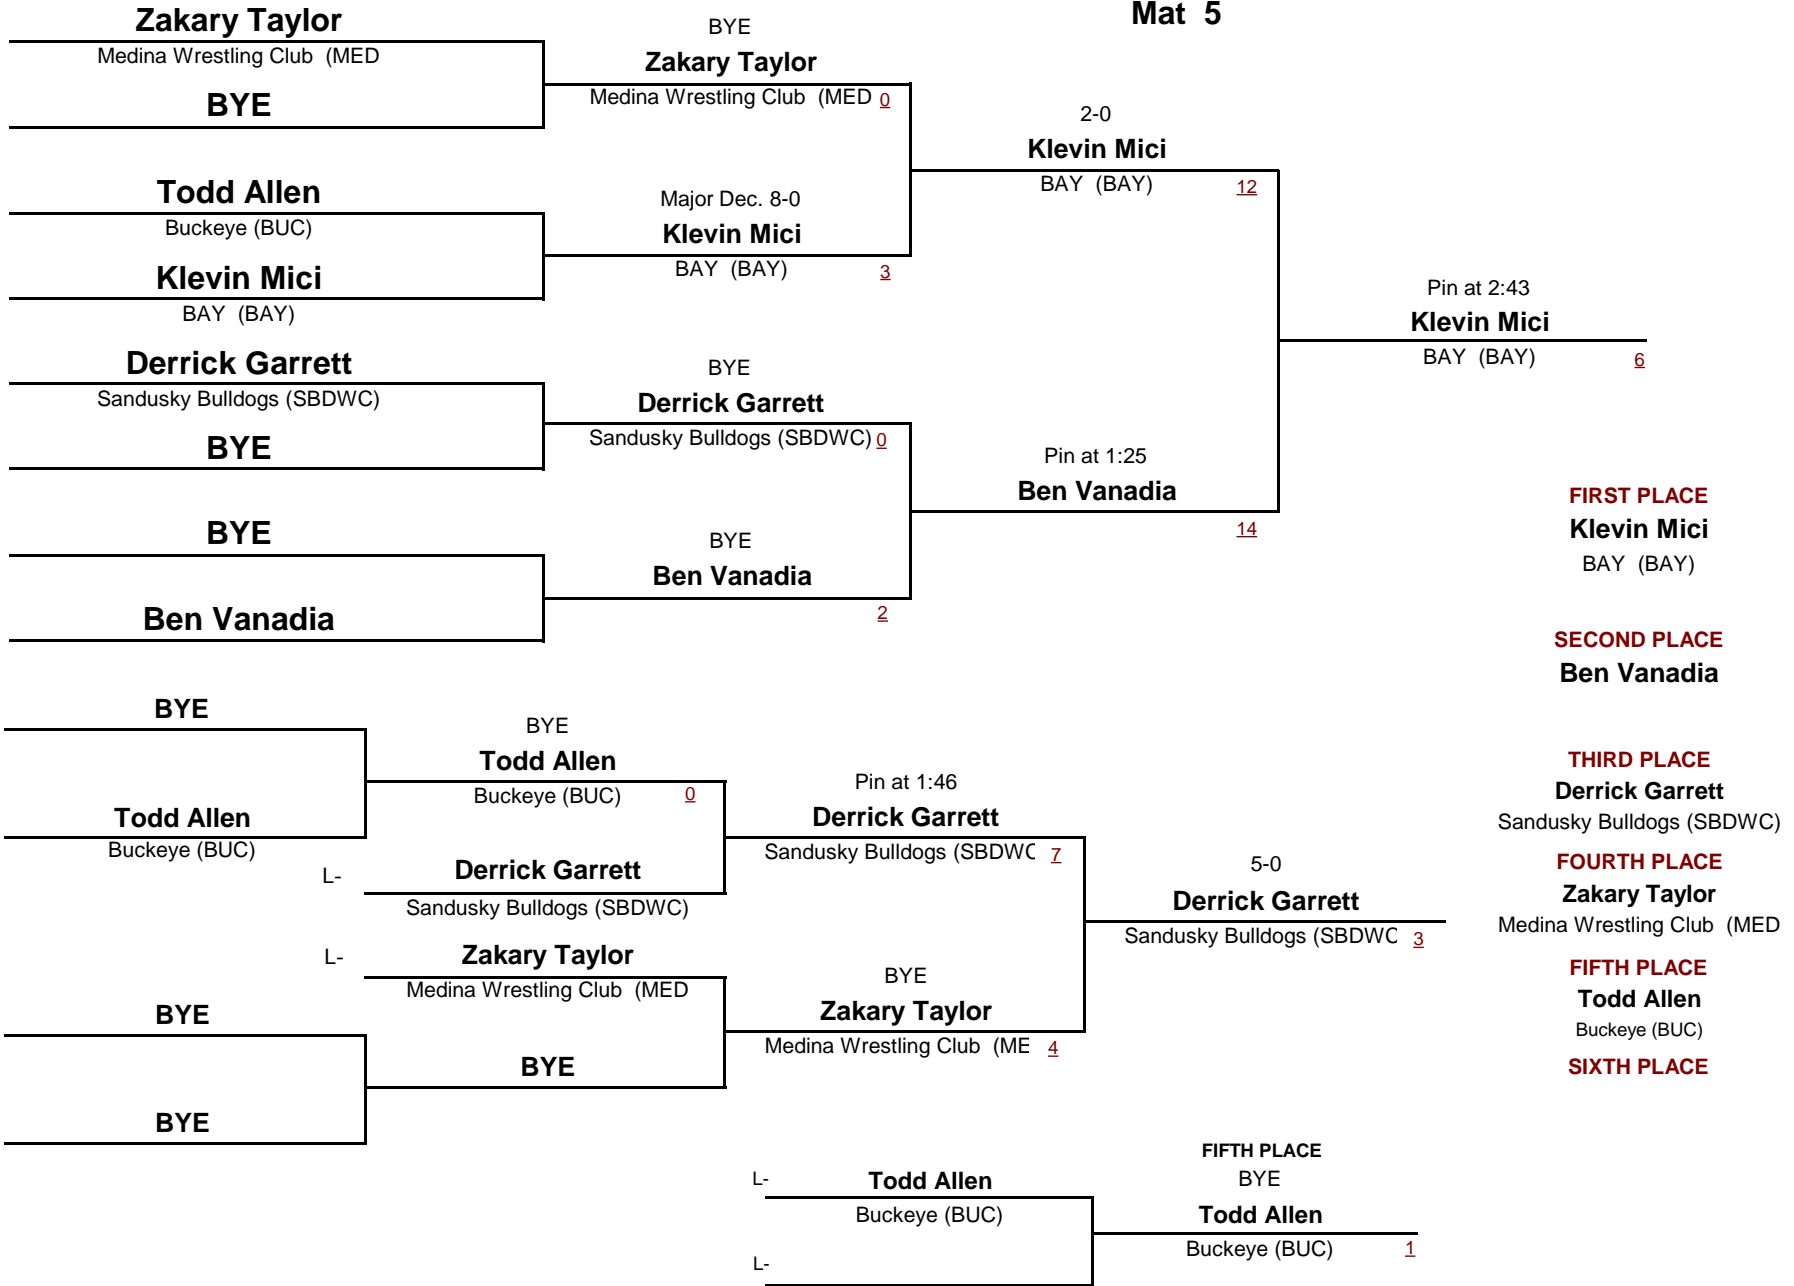 Mat 5
Zakary Taylor
Medina Wrestling Club (MED
BYE
BYE
Zakary Taylor
Medina Wrestling Club (MED 0
Todd Allen
Buckeye (BUC)
Klevin Mici
BAY (BAY)
Major Dec. 8-0
Klevin Mici
BAY (BAY) 3
2-0
Klevin Mici
BAY (BAY) 12
Derrick Garrett
Sandusky Bulldogs (SBDWC)
BYE
BYE
Derrick Garrett
Sandusky Bulldogs (SBDWC) 0
BYE
Ben Vanadia
BYE
Ben Vanadia
2
Pin at 1:25
Ben Vanadia
14
Pin at 2:43
Klevin Mici
BAY (BAY) 6
FIRST PLACE
Klevin Mici
BAY (BAY)
SECOND PLACE
Ben Vanadia
THIRD PLACE
Derrick Garrett
Sandusky Bulldogs (SBDWC)
FOURTH PLACE
Zakary Taylor
Medina Wrestling Club (MED
FIFTH PLACE
Todd Allen
Buckeye (BUC)
SIXTH PLACE
BYE
Todd Allen
Buckeye (BUC)
BYE
Todd Allen
Buckeye (BUC) 0
L-
Derrick Garrett
Sandusky Bulldogs (SBDWC)
L-
Zakary Taylor
Medina Wrestling Club (MED
BYE
BYE
BYE
Pin at 1:46
Derrick Garrett
Sandusky Bulldogs (SBDWC 7
BYE
Zakary Taylor
Medina Wrestling Club (ME 4
5-0
Derrick Garrett
Sandusky Bulldogs (SBDWC 3
L-
Todd Allen
Buckeye (BUC)
L-
FIFTH PLACE
BYE
Todd Allen
Buckeye (BUC) 1